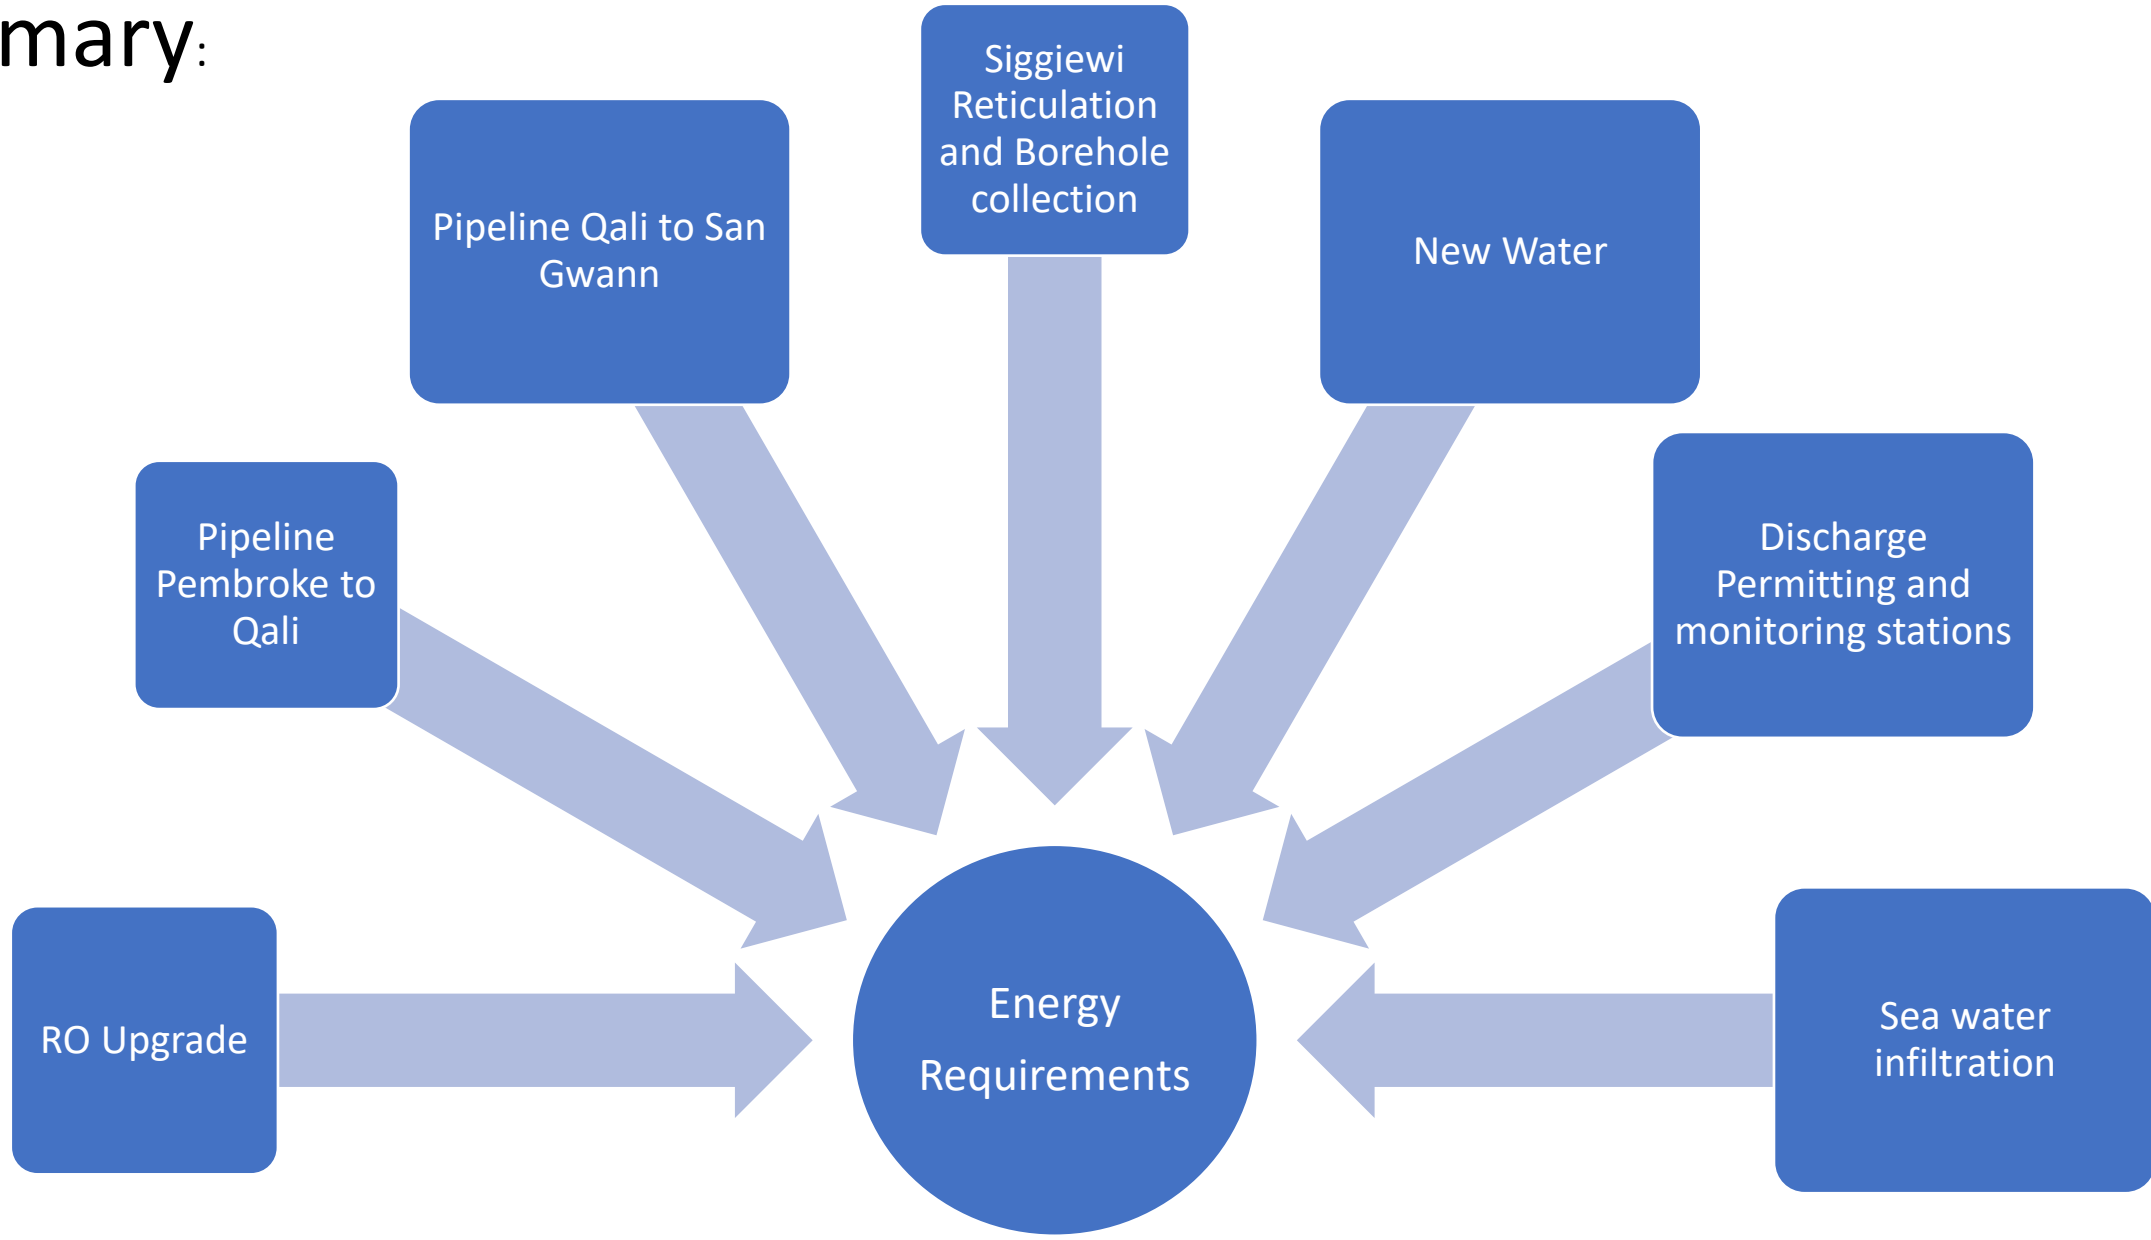 mary:
Siggiewi
Reticulation
and Borehole
collection
Pipeline Qali to San
Gwann
New Water
Pipeline
Pembroke to
Qali
Discharge
Permitting and
monitoring stations
RO Upgrade
Energy
Requirements
Sea water
infiltration